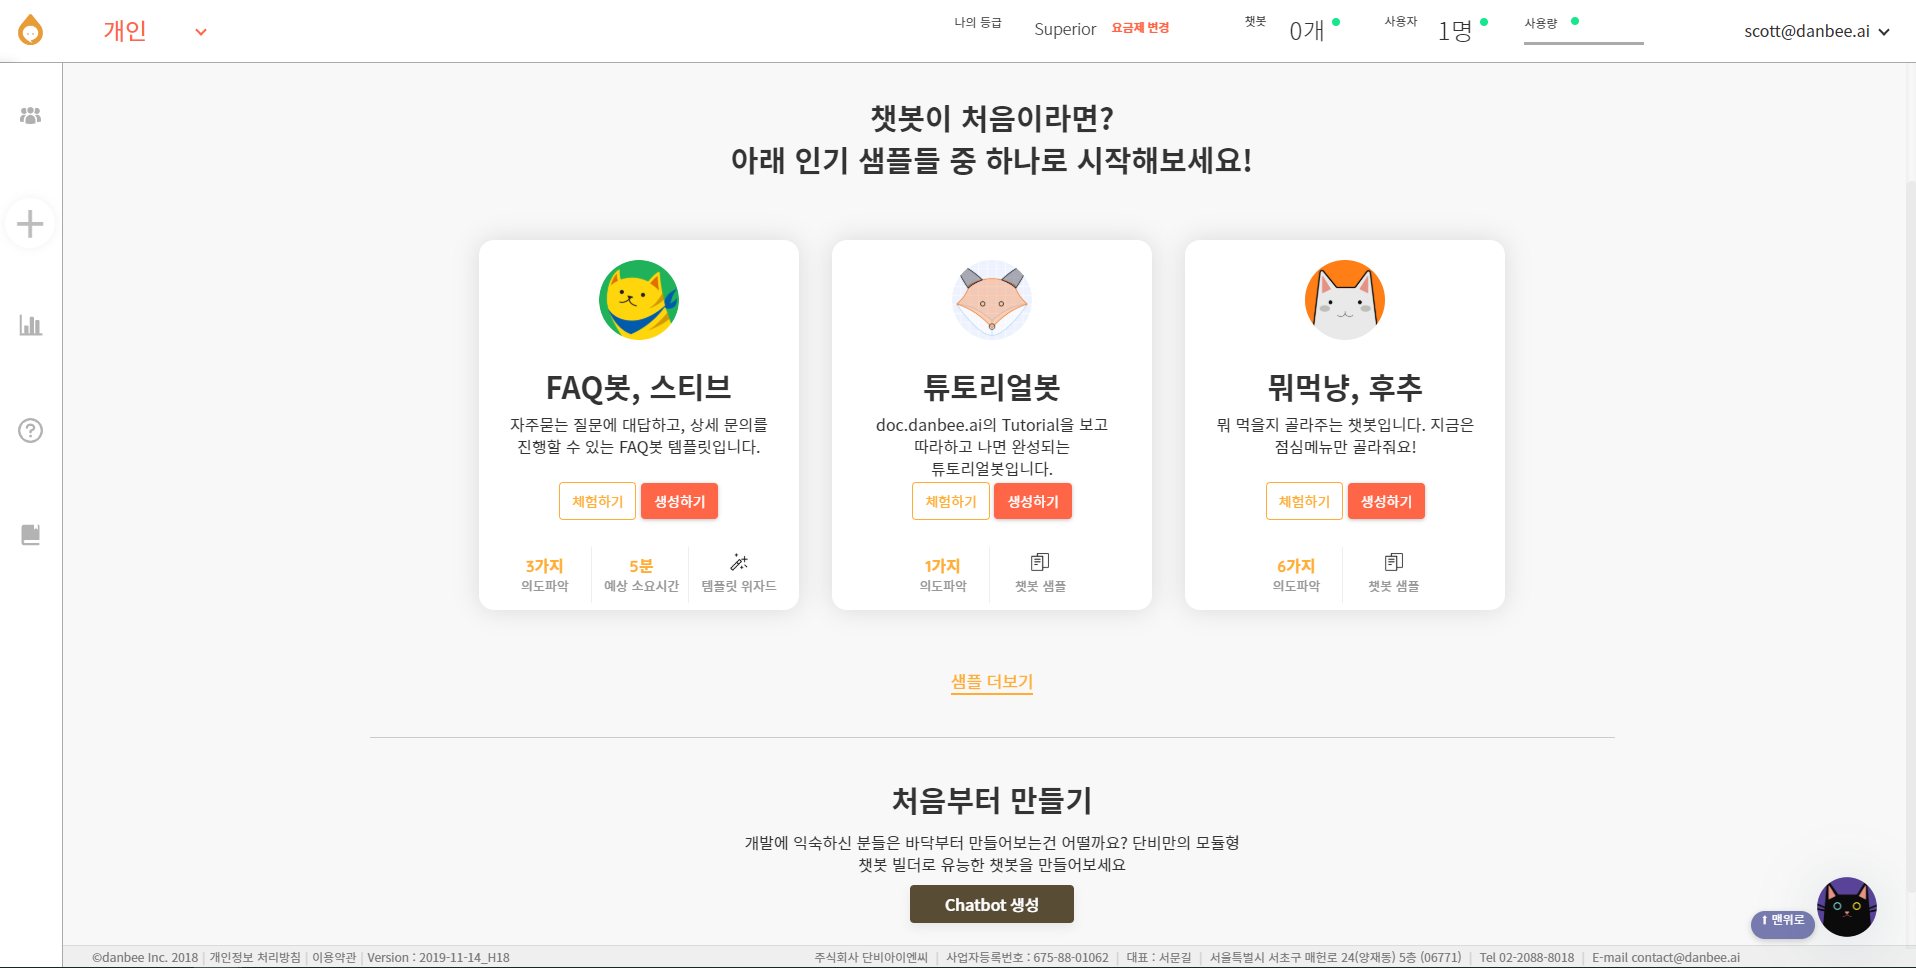 개인
나의 등급
Superior
요금제 변경
챗봇
0개
사용자
1명
사용량
scott@danbee.ai
챗봇이 처음이라면?
아래 인기 샘플들 중 하나로 시작해보세요!
FAQ봇, 스티브
자주묻는 질문에 대답하고, 상세 문의를
진행할 수 있는 FAQ봇 템플릿입니다.
체험하기
생성하기
3가지
의도파악
5분
예상 소요시간
템플릿 위자드
튜토리얼봇
doc.danbee.ai의 Tutorial을 보고
따라하고 나면 완성되는
튜토리얼봇입니다.
체험하기
생성하기
1가지
의도파악
챗봇 샘플
뭐먹냥, 후추
뭐 먹을지 골라주는 챗봇입니다. 지금은
점심메뉴만 골라줘요!
체험하기
생성하기
6가지
의도파악
챗봇 샘플
샘플 더보기
처음부터 만들기
개발에 익숙하신 분들은 바닥부터 만들어보는건 어떨까요? 단비만의 모듈형
챗봇 빌더로 유능한 챗봇을 만들어보세요
Chatbot 생성
⬆ 맨위로
©danbee Inc. 2018 | 개인정보 처리방침 | 이용약관 | Version : 2019-11-14_H18
주식회사 단비아이엔씨 | 사업자등록번호 : 675-88-01062 | 대표 : 서문길 | 서울특별시 서초구 매헌로 24(양재동) 5층 (06771) | Tel 02-2088-8018 | E-mail contact@danbee.ai